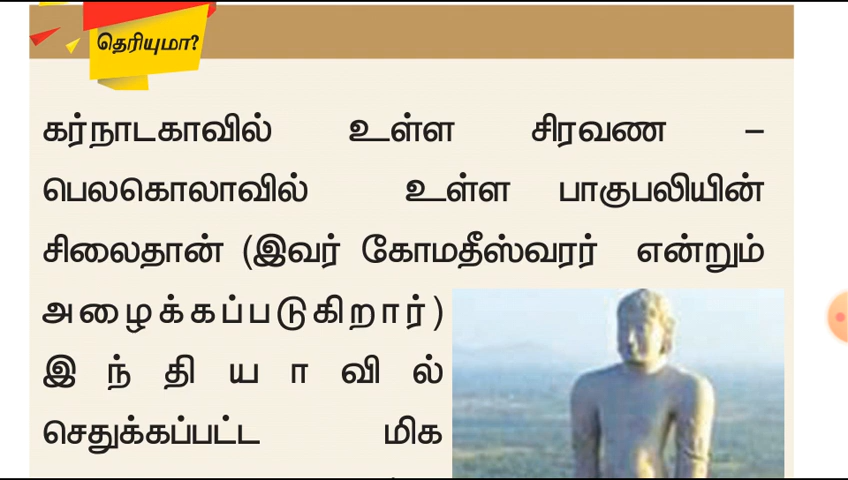 தெரியுமா?
கர்நாடகாவில் உள்ள சிரவண –
பெலகொலாவில் உள்ள பாகுபலியின்
சிலைதான் (இவர் கோமதீஸ்வரர் என்றும்
அழைக்கப்படுகிறார்)
இந்தியாவில்
செதுக்கப்பட்ட மிக